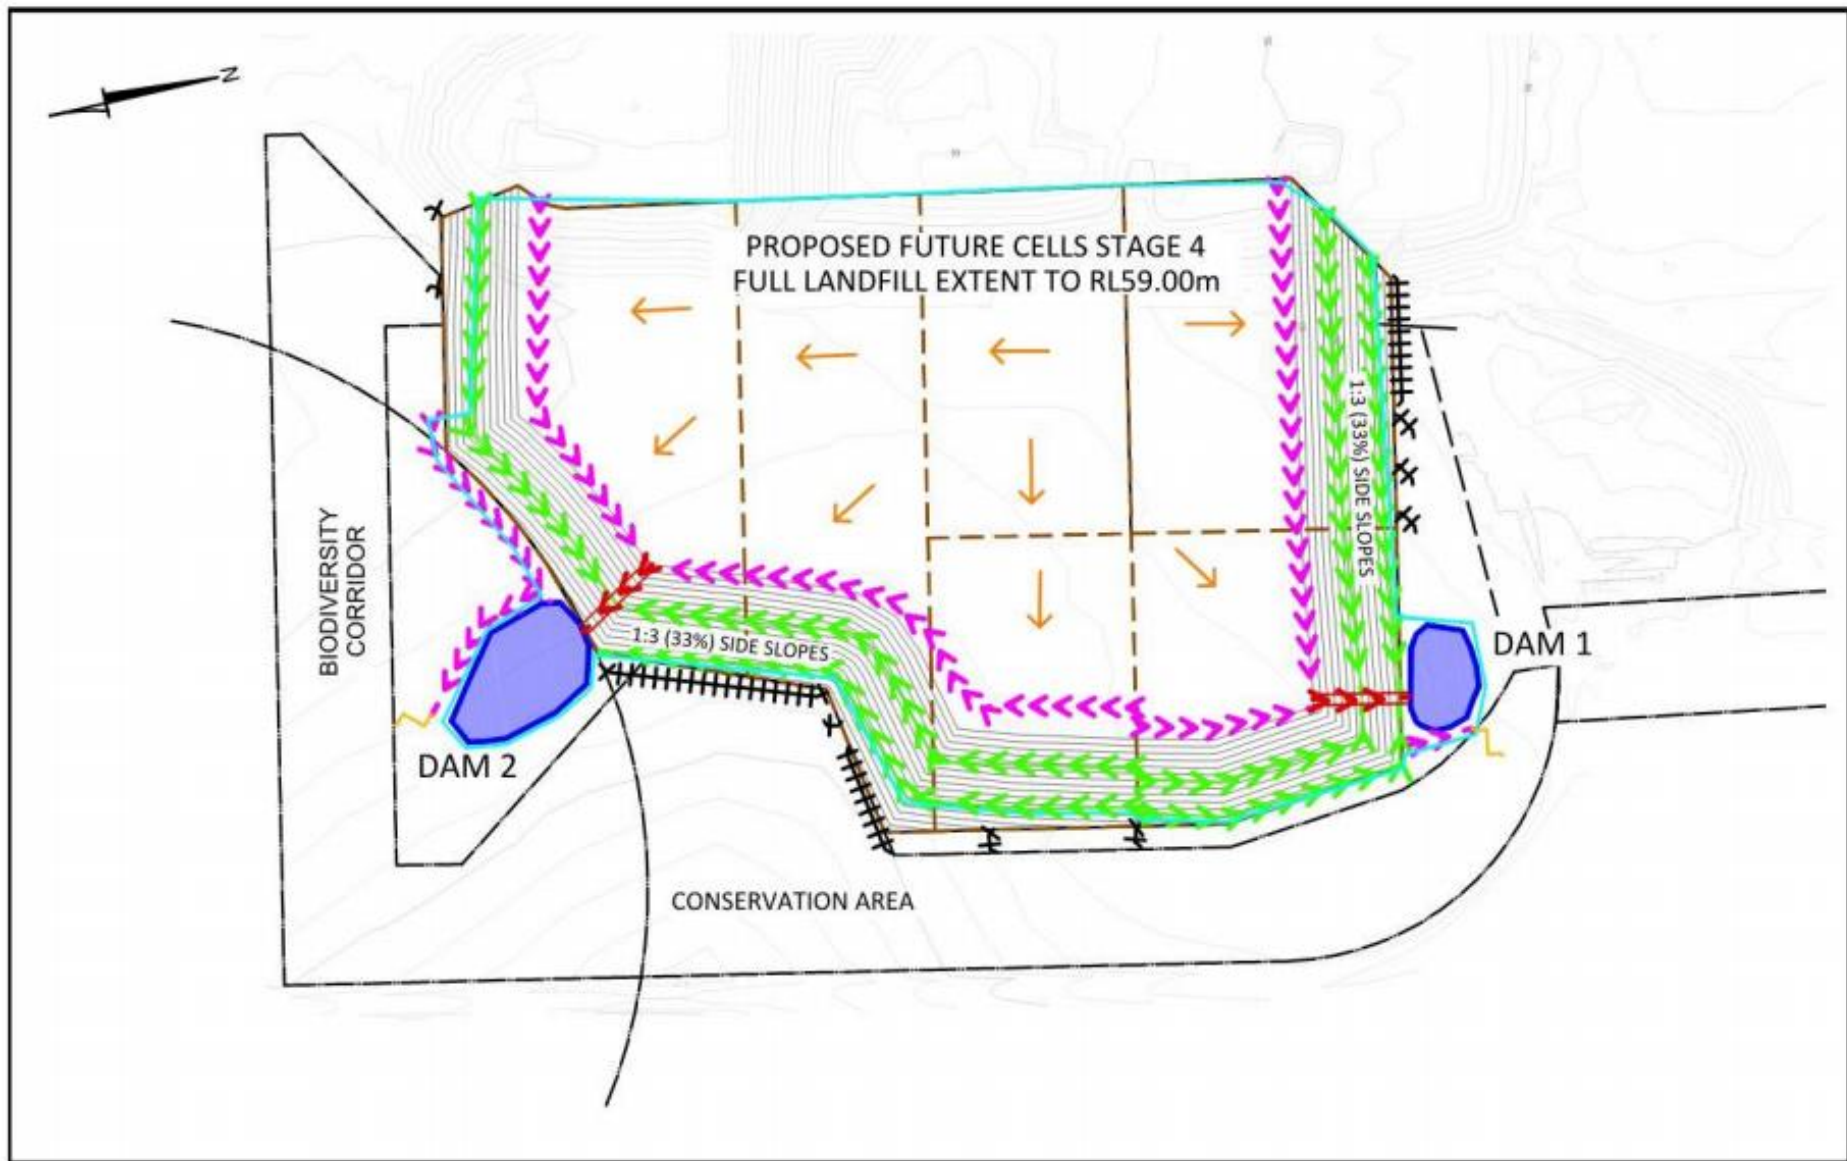 N
PROPOSED FUTURE CELLS STAGE 4
FULL LANDFILL EXTENT TO RL59.00m
1:3 (33%) SIDE SLOPES
BIODIVERSITY
CORRIDOR
1:3 (33%) SIDE SLOPES
DAM 1
DAM 2
CONSERVATION AREA